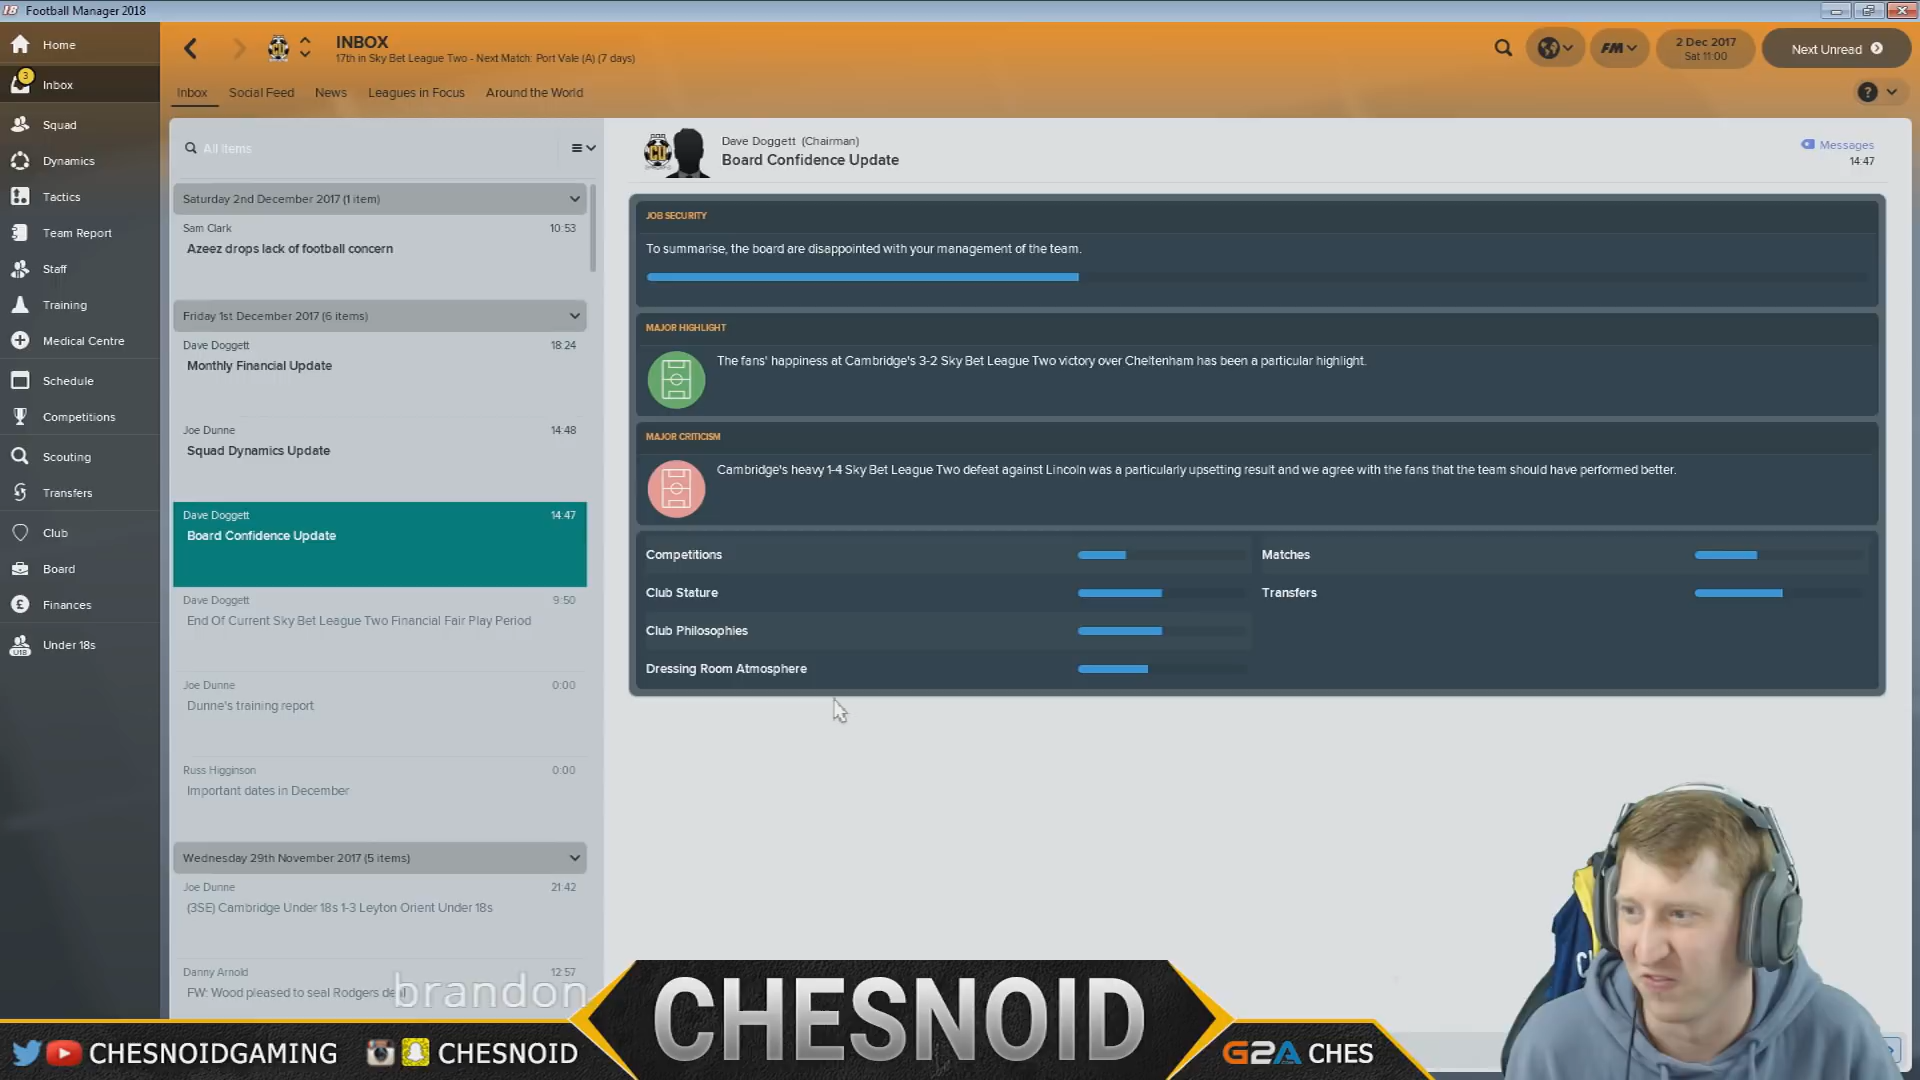 Football Manager 2018
Home
3
Inbox
Squad
Dynamics
Tactics
Team Report
Staff
Training
Medical Centre
Schedule
Competitions
Scouting
Transfers
Club
Board
Finances
U18
Under 18s
INBOX
17th in Sky Bet League Two - Next Match: Port Vale (A) (7 days)
FM
2 Dec 2017
Sat 11:00
Next Unread
Inbox
Social Feed
News
Leagues in Focus
Around the World
?
All Items
Saturday 2nd December 2017 (1 item)
Sam Clark 10:53
Azeez drops lack of football concern
Friday 1st December 2017 (6 items)
Dave Doggett 18:24
Monthly Financial Update
Joe Dunne 14:48
Squad Dynamics Update
Dave Doggett 14:47
Board Confidence Update
Dave Doggett 9:50
End Of Current Sky Bet League Two Financial Fair Play Period
Joe Dunne 0:00
Dunne's training report
Russ Higginson 0:00
Important dates in December
Wednesday 29th November 2017 (5 items)
Joe Dunne 21:42
(3SE) Cambridge Under 18s 1-3 Leyton Orient Under 18s
Danny Arnold 12:57
FW: Wood pleased to seal Rodgers deal
CU
Dave Doggett (Chairman)
Board Confidence Update
Messages
14:47
JOB SECURITY
To summarise, the board are disappointed with your management of the team.
MAJOR HIGHLIGHT
The fans' happiness at Cambridge's 3-2 Sky Bet League Two victory over Cheltenham has been a particular highlight.
MAJOR CRITICISM
Cambridge's heavy 1-4 Sky Bet League Two defeat against Lincoln was a particularly upsetting result and we agree with the fans that the team should have performed better.
Competitions
Matches
Club Stature
Transfers
Club Philosophies
Dressing Room Atmosphere
brandon
CHESNOID
CHESNOIDGAMING
CHESNOID
G2A CHES